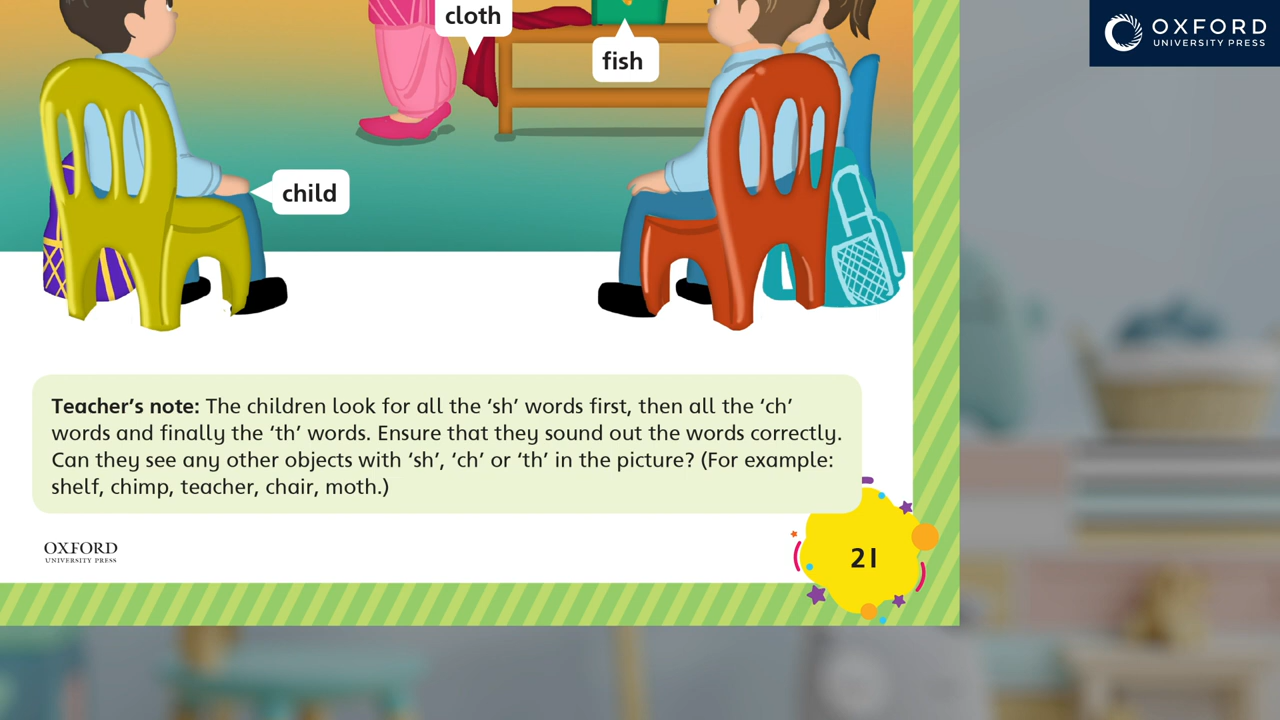 OXFORD
UNIVERSITY PRESS
cloth
fish
child
Teacher’s note: The children look for all the ‘sh’ words first, then all the ‘ch’
words and finally the ‘th’ words. Ensure that they sound out the words correctly.
Can they see any other objects with ‘sh’, ‘ch’ or ‘th’ in the picture? (For example:
shelf, chimp, teacher, chair, moth.)
OXFORD
UNIVERSITY PRESS
21